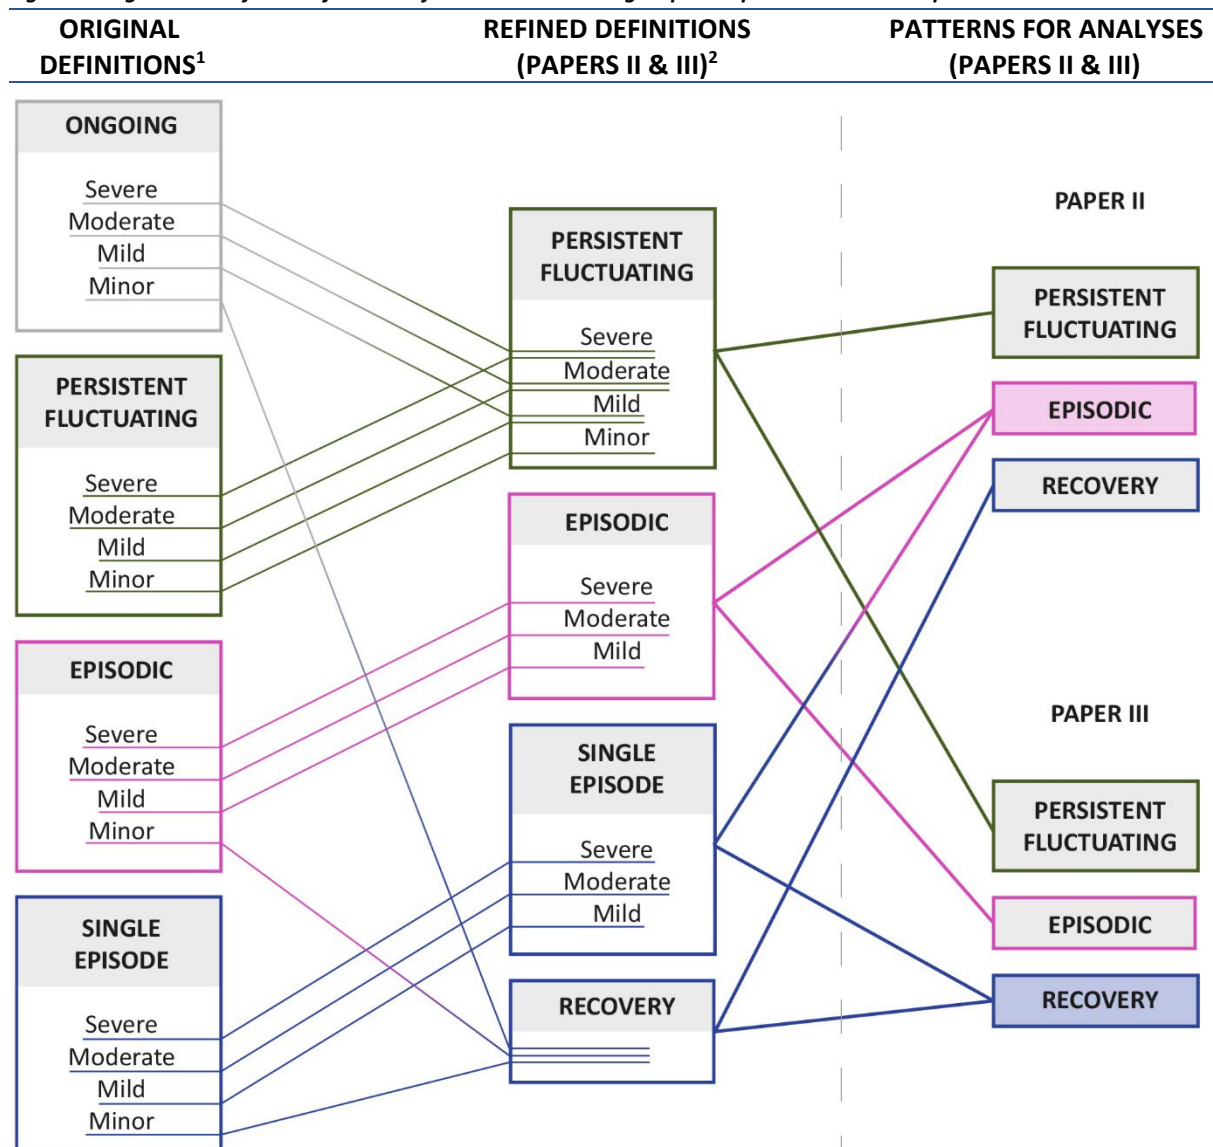 ORIGINAL
DEFINITIONS1
REFINED DEFINITIONS
(PAPERS II & III)2
PATTERNS FOR ANALYSES
(PAPERS II & III)
ONGOING
Severe
Moderate
Mild
Minor
PERSISTENT
FLUCTUATING
Severe
Moderate
Mild
Minor
EPISODIC
Severe
Moderate
Mild
Minor
SINGLE
EPISODE
Severe
Moderate
Mild
Minor
PERSISTENT
FLUCTUATING
Severe
Moderate
Mild
Minor
EPISODIC
Severe
Moderate
Mild
SINGLE
EPISODE
Severe
Moderate
Mild
RECOVERY
PAPER II
PERSISTENT
FLUCTUATING
EPISODIC
RECOVERY
PAPER III
PERSISTENT
FLUCTUATING
EPISODIC
RECOVERY